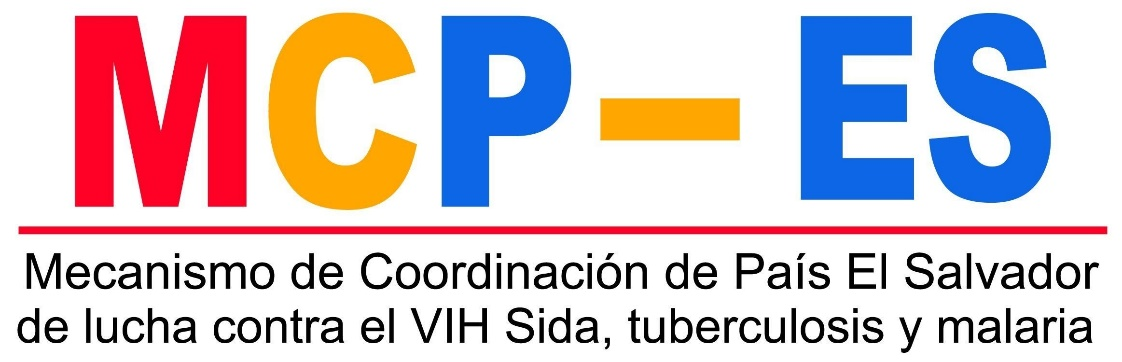 MCP- ES
Mecanismo de Coordinación de País El Salvador
de lucha contra el VIH Sida, tuberculosis y malaria